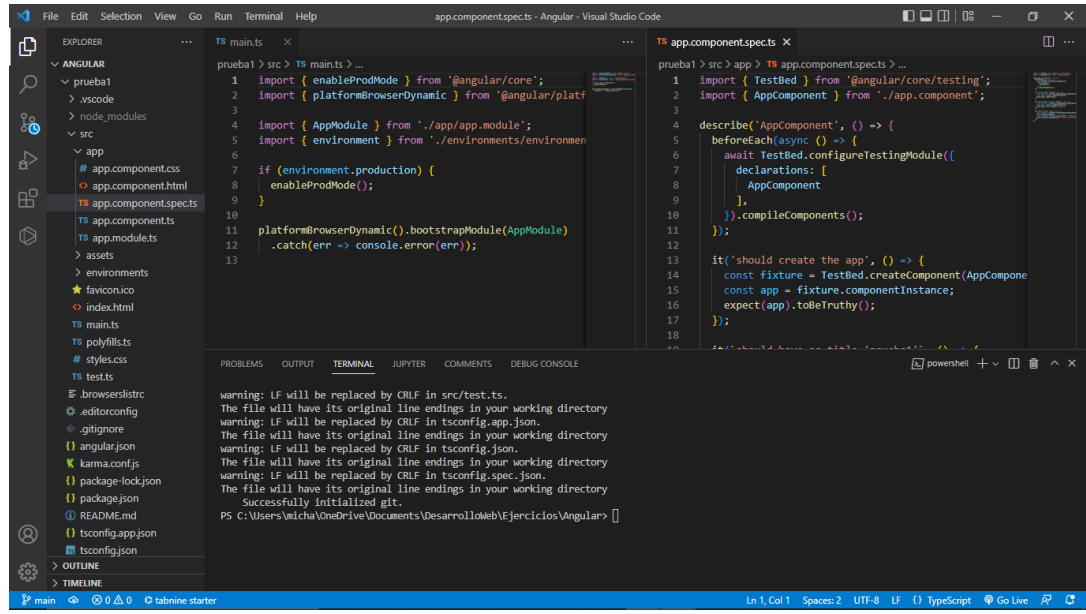 File Edit Selection View Go Run Terminal Help
app.component.spec.ts - Angular - Visual Studio Code
EXPLORER
ANGULAR
prueba1
.vscode
node_modules
src
app
# app.component.css
<> app.component.html
TS app.component.spec.ts
TS app.component.ts
TS app.module.ts
assets
environments
favicon.ico
<> index.html
TS main.ts
TS polyfills.ts
# styles.css
TS test.ts
.browserslistrc
.editorconfig
.gitignore
{} angular.json
K karma.conf.js
{} package-lock.json
{} package.json
README.md
{} tsconfig.app.json
tsconfig.json
OUTLINE
TIMELINE
TS main.ts
prueba1 > src > TS main.ts > ...
1 import { enableProdMode } from '@angular/core';
2 import { platformBrowserDynamic } from '@angular/platf
3
4 import { AppModule } from './app/app.module';
5 import { environment } from './environments/environmen
6
7 if (environment.production) {
8 enableProdMode();
9 }
10
11 platformBrowserDynamic().bootstrapModule(AppModule)
12 .catch(err => console.error(err));
13
TS app.component.spec.ts
prueba1 > src > app > TS app.component.spec.ts > ...
1 import { TestBed } from '@angular/core/testing';
2 import { AppComponent } from './app.component';
3
4 describe('AppComponent', () => {
5 beforeEach(async () => {
6 await TestBed.configureTestingModule({
7 declarations: [
8 AppComponent
9 ],
10 }).compileComponents();
11 });
12
13 it('should create the app', () => {
14 const fixture = TestBed.createComponent(AppCompone
15 const app = fixture.componentInstance;
16 expect(app).toBeTruthy();
17 });
18
PROBLEMS OUTPUT TERMINAL JUPYTER COMMENTS DEBUG CONSOLE
powershell
warning: LF will be replaced by CRLF in src/test.ts.
The file will have its original line endings in your working directory
warning: LF will be replaced by CRLF in tsconfig.app.json.
The file will have its original line endings in your working directory
warning: LF will be replaced by CRLF in tsconfig.json.
The file will have its original line endings in your working directory
warning: LF will be replaced by CRLF in tsconfig.spec.json.
The file will have its original line endings in your working directory
Successfully initialized git.
PS C:\Users\micha\OneDrive\Documents\DesarrolloWeb\Ejercicios\Angular>
main 0 0 tabnine starter
Ln 1, Col 1 Spaces: 2 UTF-8 LF {} TypeScript Go Live